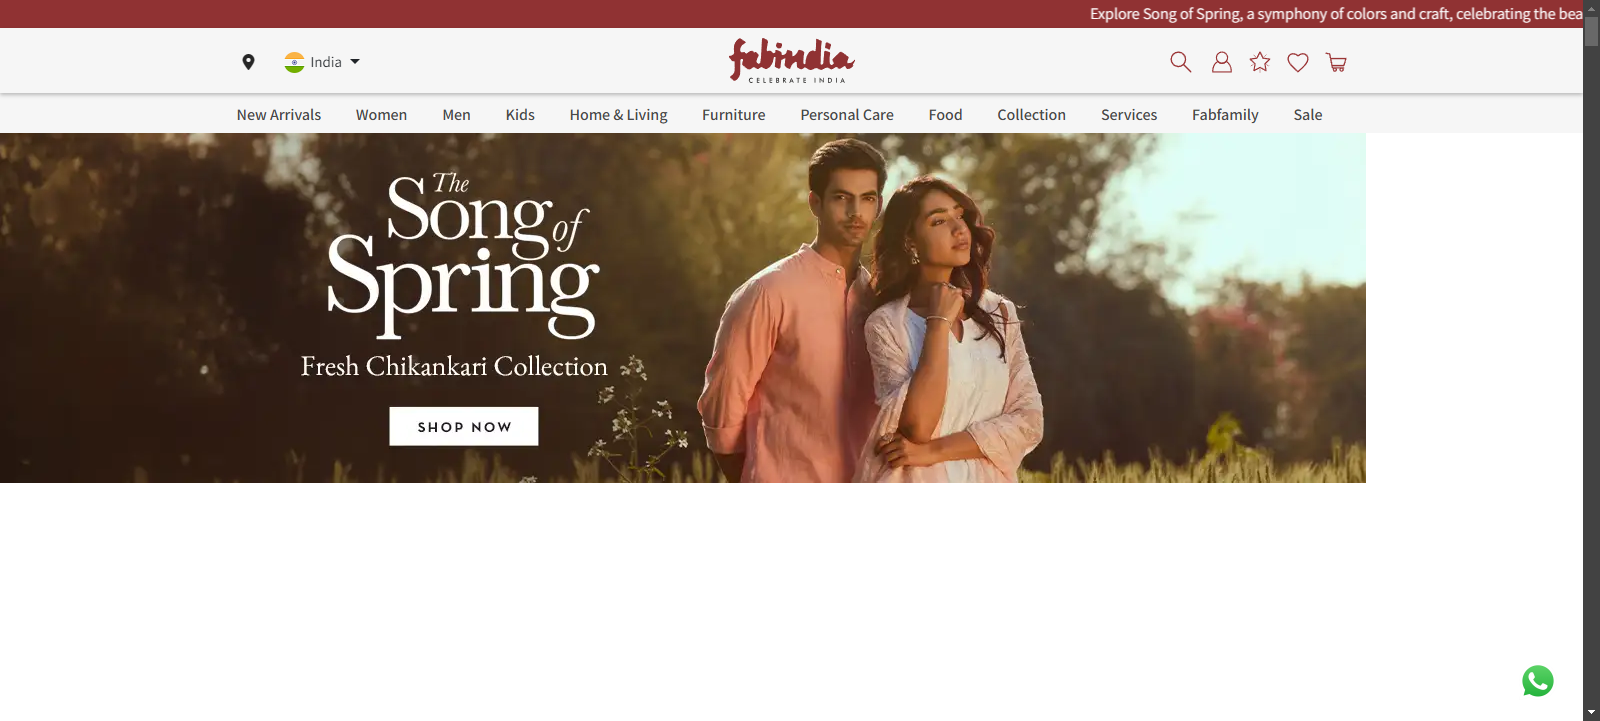 Explore Song of Spring, a symphony of colors and craft, celebrating the bea
India
fabindia
CELEBRATE INDIA
New Arrivals Women Men Kids Home & Living Furniture Personal Care Food Collection Services Fabfamily Sale
The
Song of
Spring
Fresh Chikankari Collection
SHOP NOW